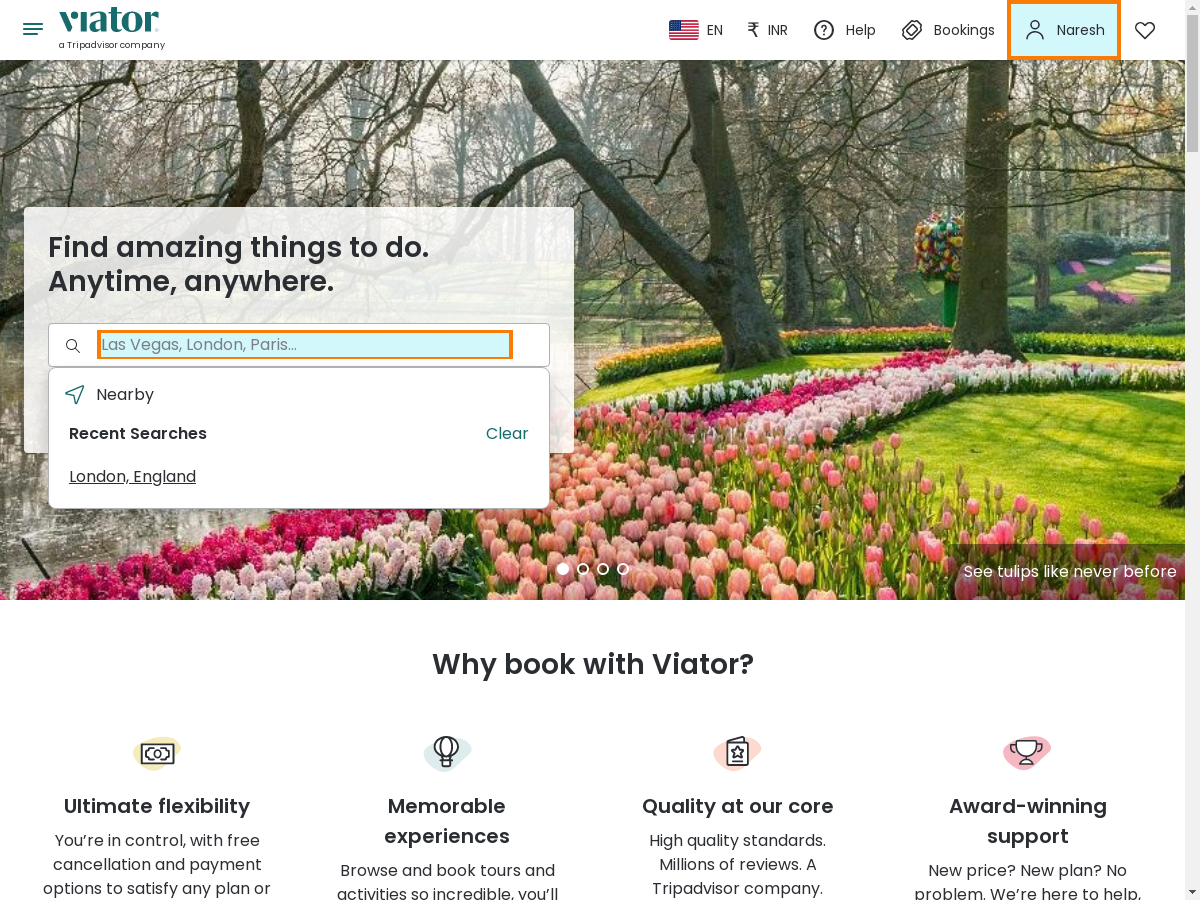 viator
a Tripadvisor company
EN
₹ INR
Help
Bookings
Naresh
Find amazing things to do.
Anytime, anywhere.
Las Vegas, London, Paris...
Nearby
Recent Searches
Clear
London, England
See tulips like never before
Why book with Viator?
Ultimate flexibility
You’re in control, with free
cancellation and payment
options to satisfy any plan or
Memorable
experiences
Browse and book tours and
activities so incredible, you’ll
Quality at our core
High quality standards.
Millions of reviews. A
Tripadvisor company.
Award-winning
support
New price? New plan? No
problem. We’re here to help,